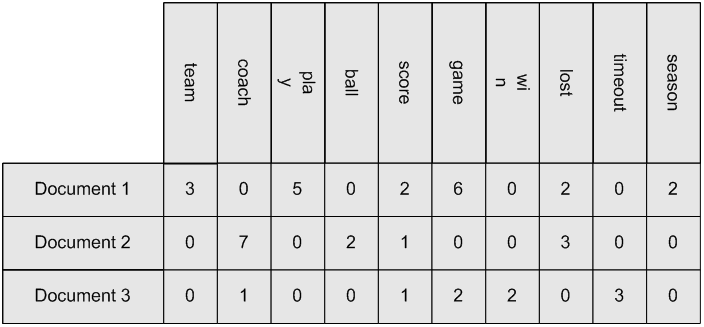 team coach pla y ball score game wi n lost timeout season
Document 1 3 0 5 0 2 6 0 2 0 2
Document 2 0 7 0 2 1 0 0 3 0 0
Document 3 0 1 0 0 1 2 2 0 3 0